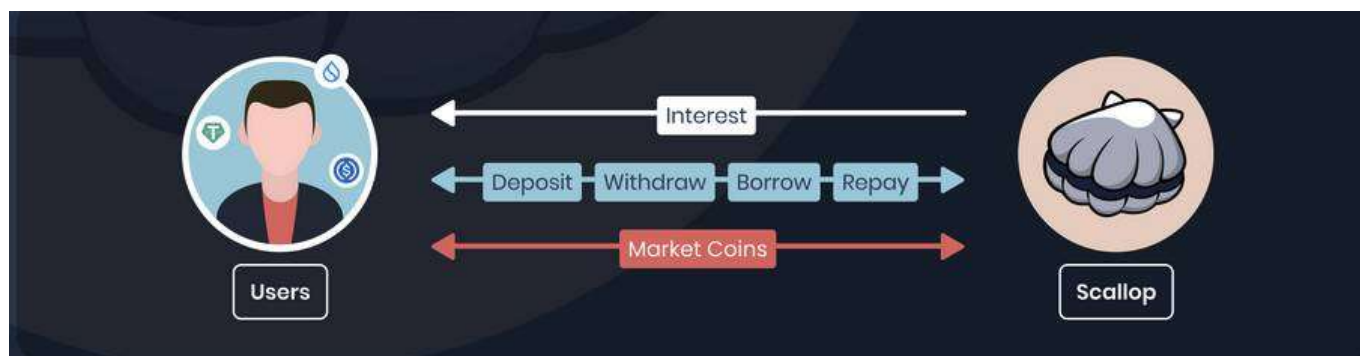 Interest
Deposit Withdraw Borrow Repay
Market Coins
Users
Scallop